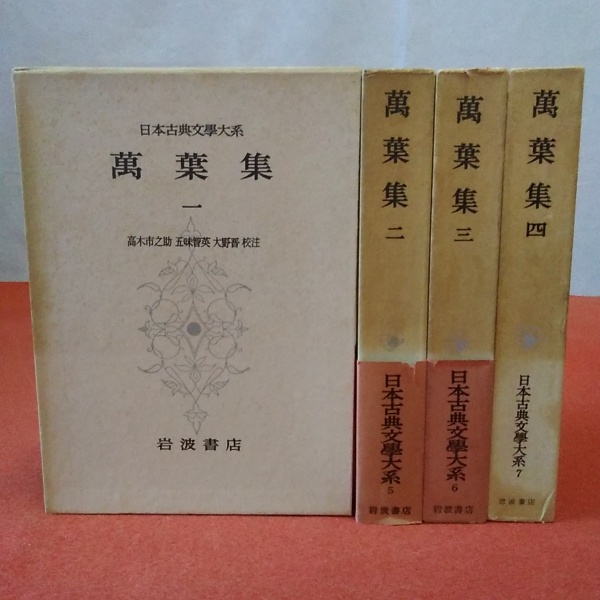 日本古典文學大系
萬葉集
一
高木市之助 五味智英 大野晋 校注
岩波書店
萬葉集 二
日本古典文學大系 5
岩波書店
萬葉集 三
日本古典文學大系 6
岩波書店
萬葉集 四
日本古典文學大系 7
岩波書店